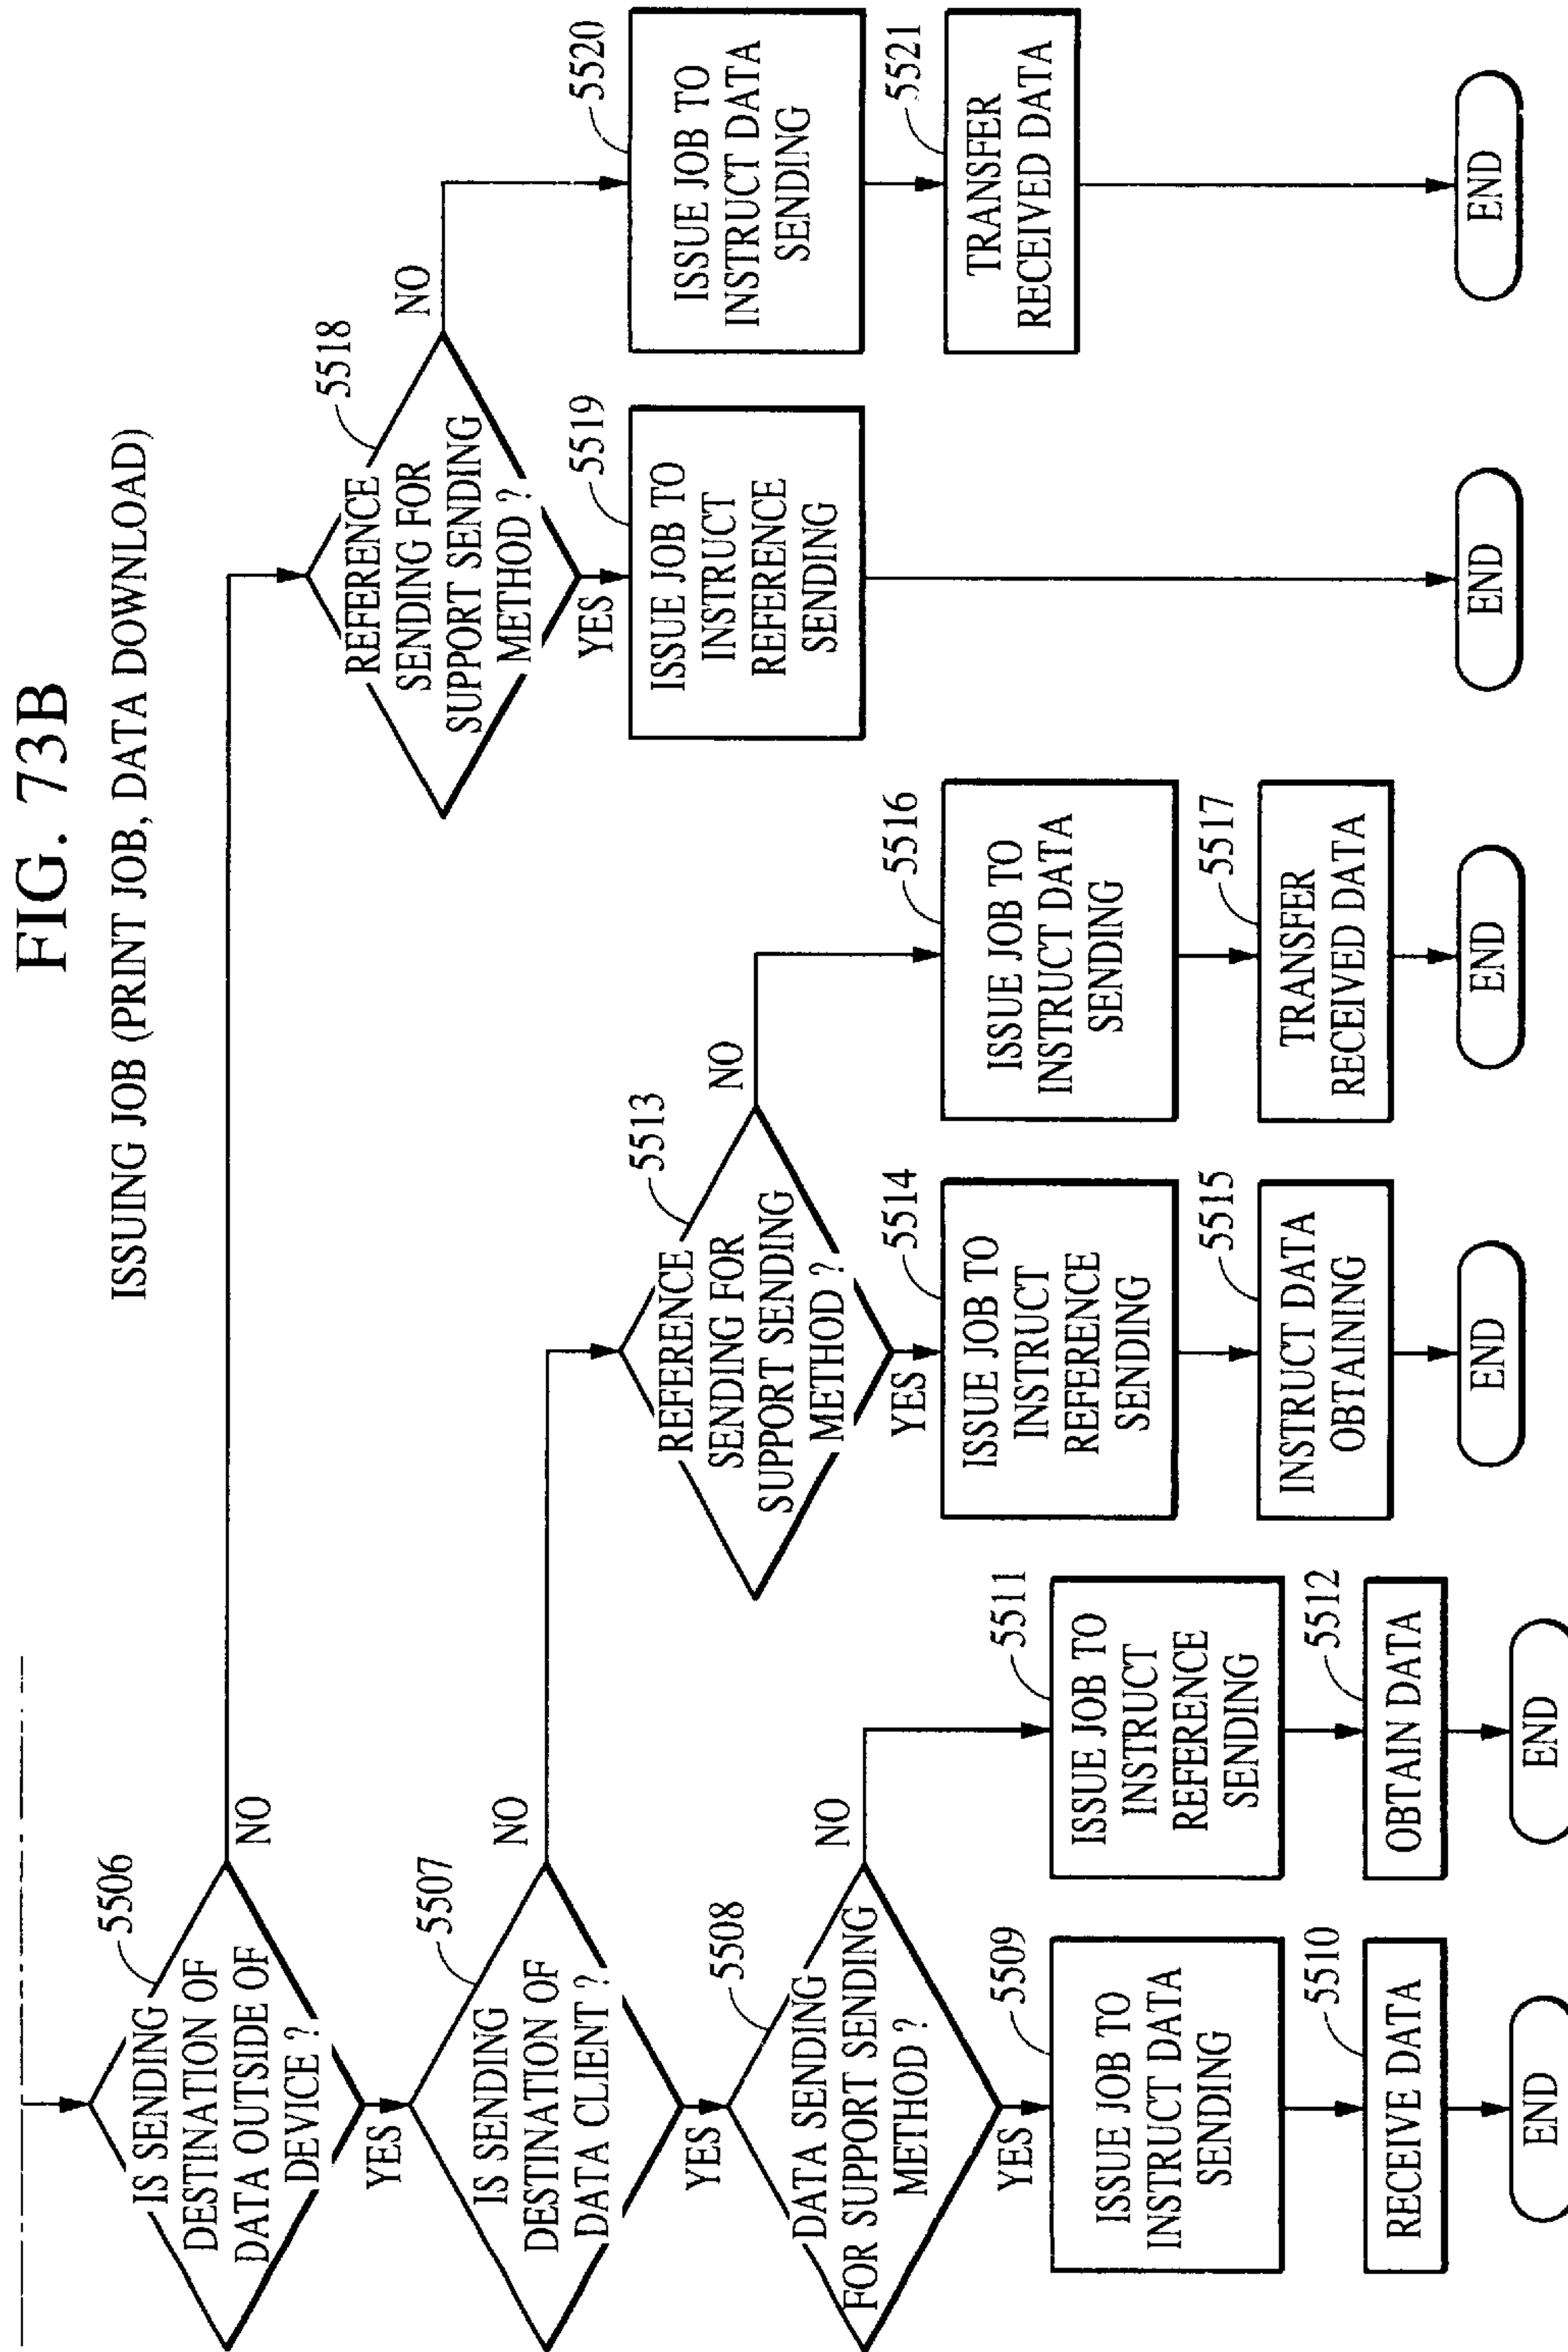 FIG. 73B
ISSUING JOB (PRINT JOB, DATA DOWNLOAD)
5506
IS SENDING
DESTINATION OF
DATA OUTSIDE OF
DEVICE ?
NO
YES
5507
IS SENDING
DESTINATION OF
DATA CLIENT ?
NO
YES
5508
DATA SENDING
FOR SUPPORT SENDING
METHOD ?
NO
YES
5509
ISSUE JOB TO
INSTRUCT DATA
SENDING
5510
RECEIVE DATA
END
5511
ISSUE JOB TO
INSTRUCT
REFERENCE
SENDING
5512
OBTAIN DATA
END
5513
REFERENCE
SENDING FOR
SUPPORT SENDING
METHOD ?
NO
YES
5514
ISSUE JOB TO
INSTRUCT
REFERENCE
SENDING
5515
INSTRUCT DATA
OBTAINING
END
5516
ISSUE JOB TO
INSTRUCT DATA
SENDING
5517
TRANSFER
RECEIVED DATA
END
5518
REFERENCE
SENDING FOR
SUPPORT SENDING
METHOD ?
NO
YES
5519
ISSUE JOB TO
INSTRUCT
REFERENCE
SENDING
END
5520
ISSUE JOB TO
INSTRUCT DATA
SENDING
5521
TRANSFER
RECEIVED DATA
END